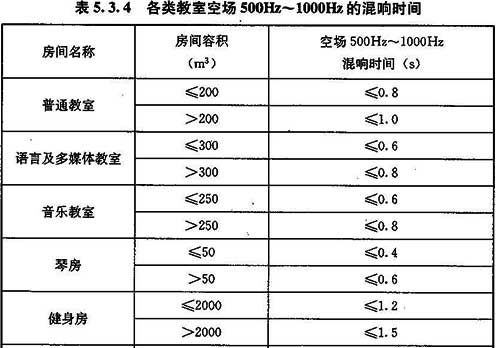 表 5.3.4 各类教室空场 500Hz～1000Hz 的混响时间
房间名称 房间容积（m³） 空场 500Hz～1000Hz 混响时间（s）
普通教室 ≤200 ≤0.8
>200 ≤1.0
语言及多媒体教室 ≤300 ≤0.6
>300 ≤0.8
音乐教室 ≤250 ≤0.6
>250 ≤0.8
琴房 ≤50 ≤0.4
>50 ≤0.6
健身房 ≤2000 ≤1.2
>2000 ≤1.5